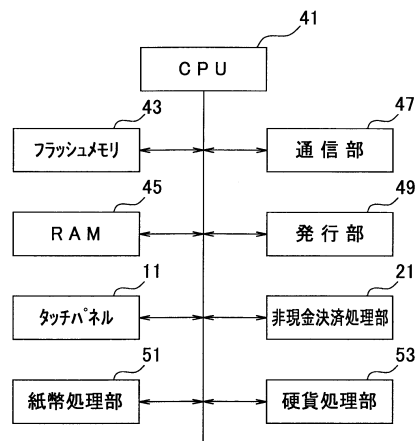 41
CPU
43
フラッシュメモリ
47
通信部
45
RAM
49
発行部
11
タッチパネル
21
非現金決済処理部
51
紙幣処理部
53
硬貨処理部